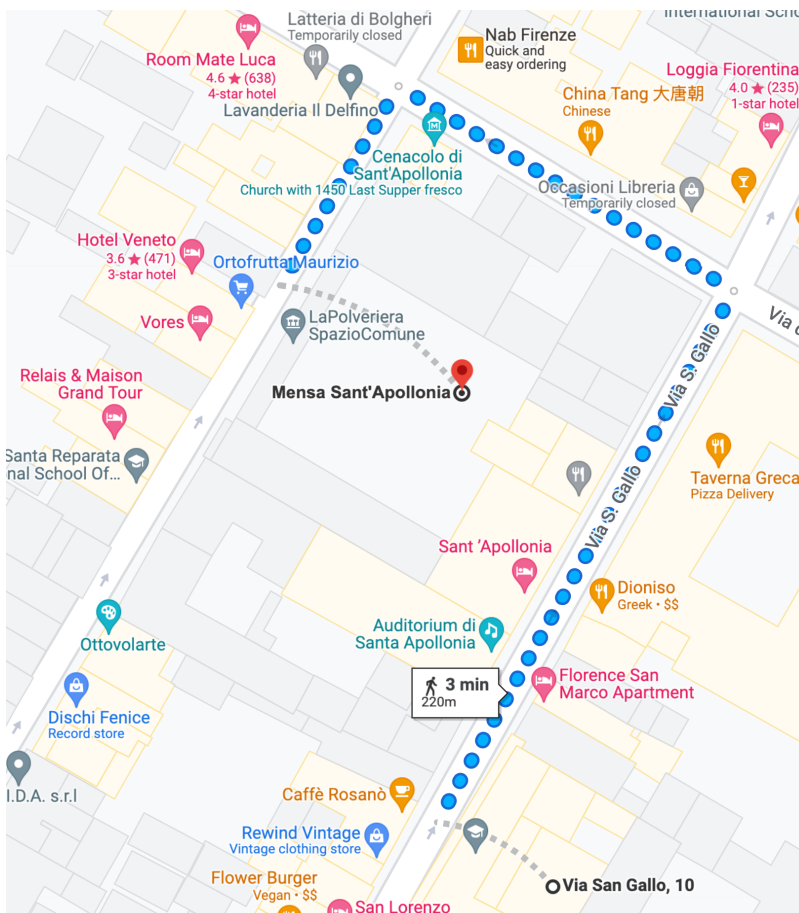 International Scho
Latteria di Bolgheri
Temporarily closed
Nab Firenze
Quick and
easy ordering
Room Mate Luca
4.6 ★ (638)
4-star hotel
Loggia Fiorentina
4.0 ★ (235)
1-star hotel
China Tang 大唐朝
Chinese
Lavanderia Il Delfino
Cenacolo di
Sant'Apollonia
Church with 1450 Last Supper fresco
Occasioni Libreria
Temporarily closed
Hotel Veneto
3.6 ★ (471)
3-star hotel
Ortofrutta Maurizio
Vores
LaPolveriera
SpazioComune
Via
Via S. Gallo
Relais & Maison
Grand Tour
Mensa Sant'Apollonia
Santa Reparata
nal School Of...
Taverna Greca
Pizza Delivery
Via S. Gallo
Sant 'Apollonia
Dioniso
Greek • $$
Auditorium di
Santa Apollonia
Ottovolarte
3 min
220m
Florence San
Marco Apartment
Dischi Fenice
Record store
I.D.A. s.r.l
Caffè Rosanò
Rewind Vintage
Vintage clothing store
Via San Gallo, 10
Flower Burger
Vegan • $$
San Lorenzo